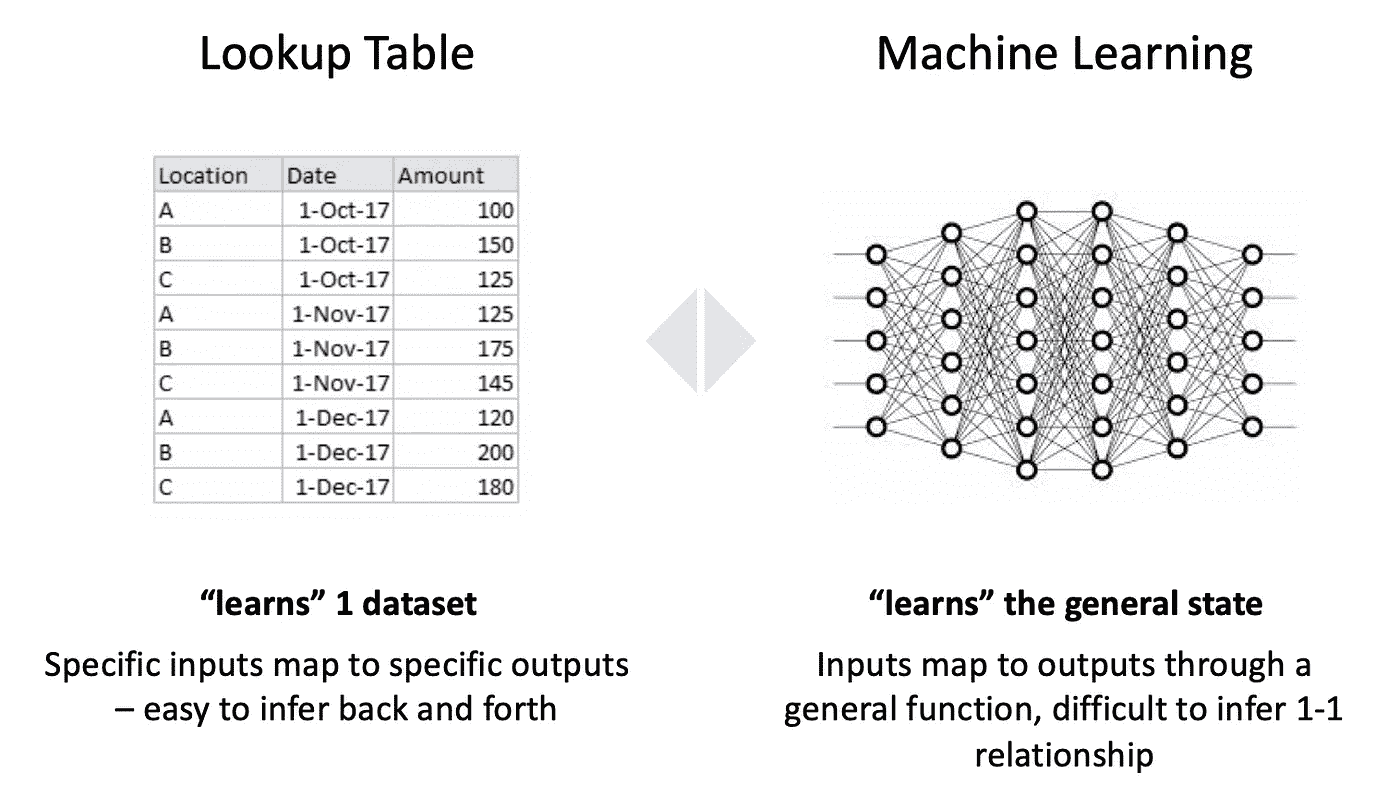 Lookup Table
Machine Learning
Location Date Amount
A 1-Oct-17 100
B 1-Oct-17 150
C 1-Oct-17 125
A 1-Nov-17 125
B 1-Nov-17 175
C 1-Nov-17 145
A 1-Dec-17 120
B 1-Dec-17 200
C 1-Dec-17 180
“learns” 1 dataset
Specific inputs map to specific outputs
– easy to infer back and forth
“learns” the general state
Inputs map to outputs through a
general function, difficult to infer 1-1
relationship